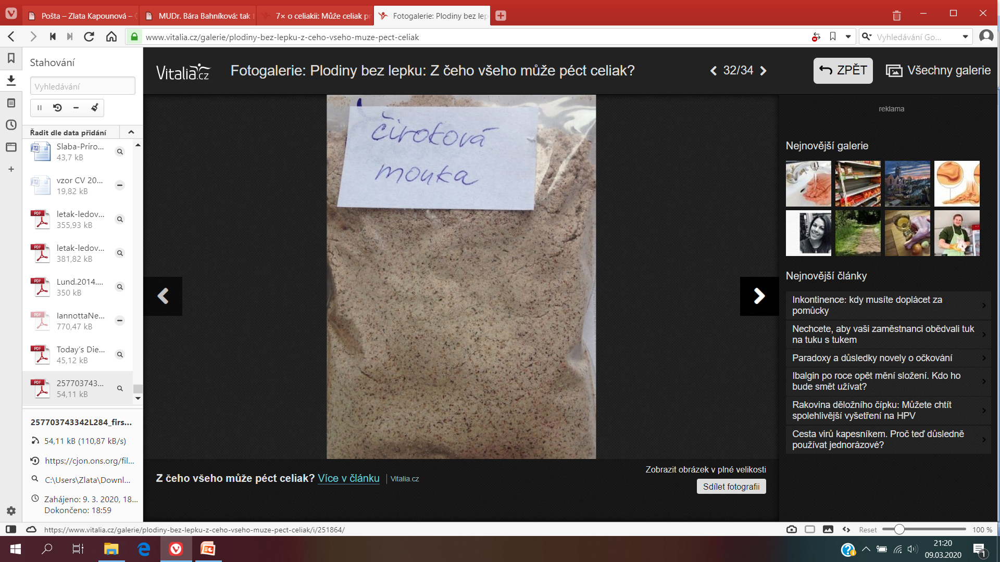 Pošta – Zlata Kapounová –
MUDr. Bára Bahníková: tak
7× o celiakii: Může celiak pr
Fotogalerie: Plodiny bez lep
www.vitalia.cz/galerie/plodiny-bez-lepku-z-ceho-vseho-muze-pect-celiak
Vyhledávání Go...
Stahování
Vyhledávání
Řadit dle data přidání
Slaba-Priro...
43,7 kB
vzor CV 20...
19,82 kB
letak-ledov...
355,93 kB
letak-ledov...
381,82 kB
Lund.2014....
350 kB
IannottaNe...
770,47 kB
Today's Die...
45,12 kB
257703743...
54,11 kB
257703743342L284_firs...
54,11 kB (110,87 kB/s)
https://cjon.ons.org/fil...
C:\Users\Zlata\Downl...
Zahájeno: 9. 3. 2020, 18...
Dokončeno: 18:59
Vitalia.cz
Fotogalerie: Plodiny bez lepku: Z čeho všeho může péct celiak?
32/34
ZPĚT
Všechny galerie
čiroková
mouka
reklama
Nejnovější galerie
Nejnovější články
Inkontinence: kdy musíte doplácet za
pomůcky
Nechcete, aby vaši zaměstnanci obědvali tuk
na tuku s tukem
Paradoxy a důsledky novely o očkování
Ibalgin po roce opět mění složení. Kdo ho
bude smět užívat?
Rakovina děložního čípku: Můžete chtít
spolehlivější vyšetření na HPV
Cesta virů kapesníkem. Proč teď důsledně
používat jednorázové?
Z čeho všeho může péct celiak? Více v článku | Vitalia.cz
Zobrazit obrázek v plné velikosti
Sdílet fotografii
https://www.vitalia.cz/galerie/plodiny-bez-lepku-z-ceho-vseho-muze-pect-celiak/i/251864/
Reset
100 %
21:20
09.03.2020
1